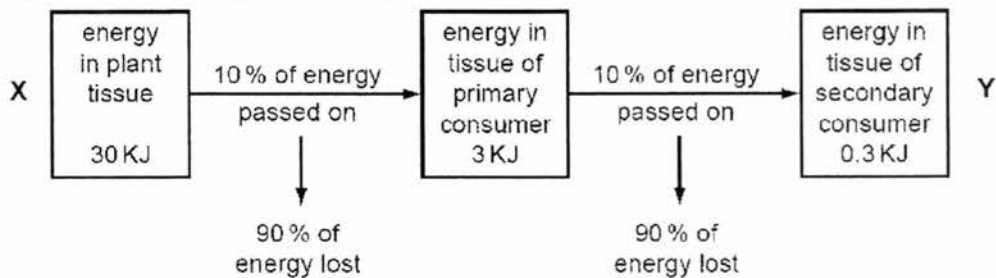 X
energy
in plant
tissue
30 KJ
10 % of energy
passed on
90 % of
energy lost
energy in
tissue of
primary
consumer
3 KJ
10 % of energy
passed on
90 % of
energy lost
energy in
tissue of
secondary
consumer
0.3 KJ
Y